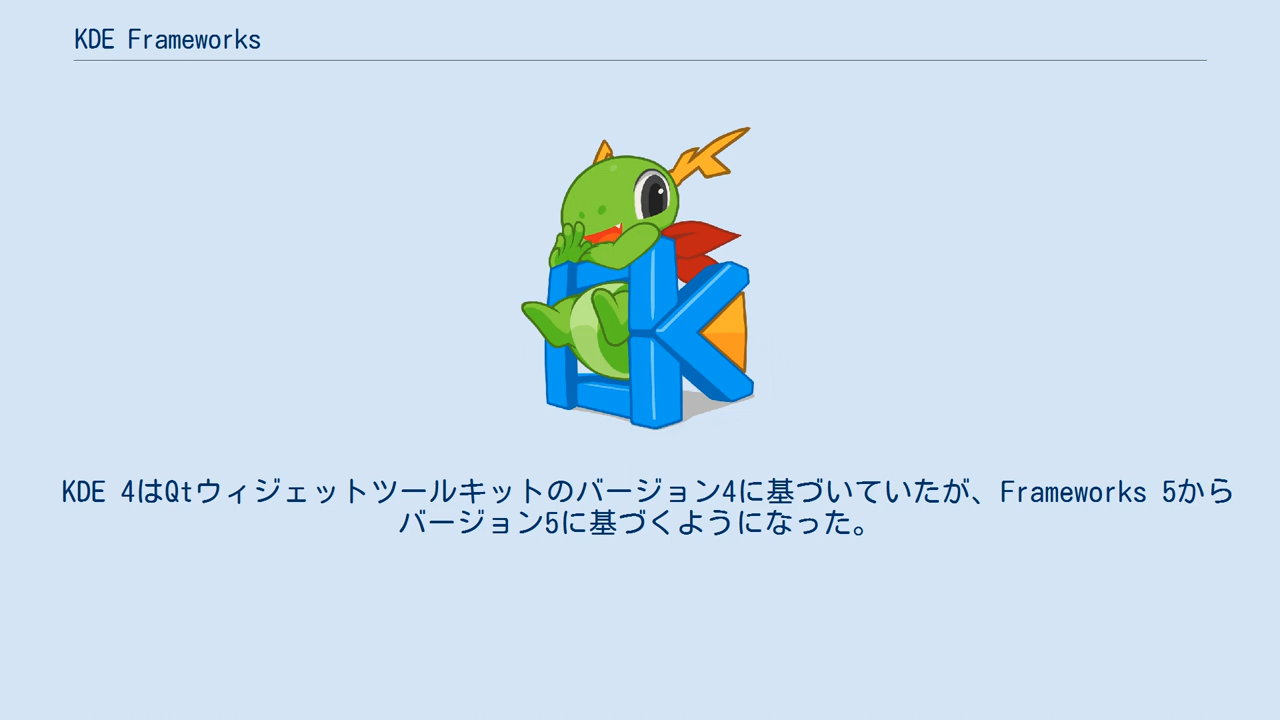 KDE Frameworks
KDE 4はQtウィジェットツールキットのバージョン4に基づいていたが、Frameworks 5から
バージョン5に基づくようになった。